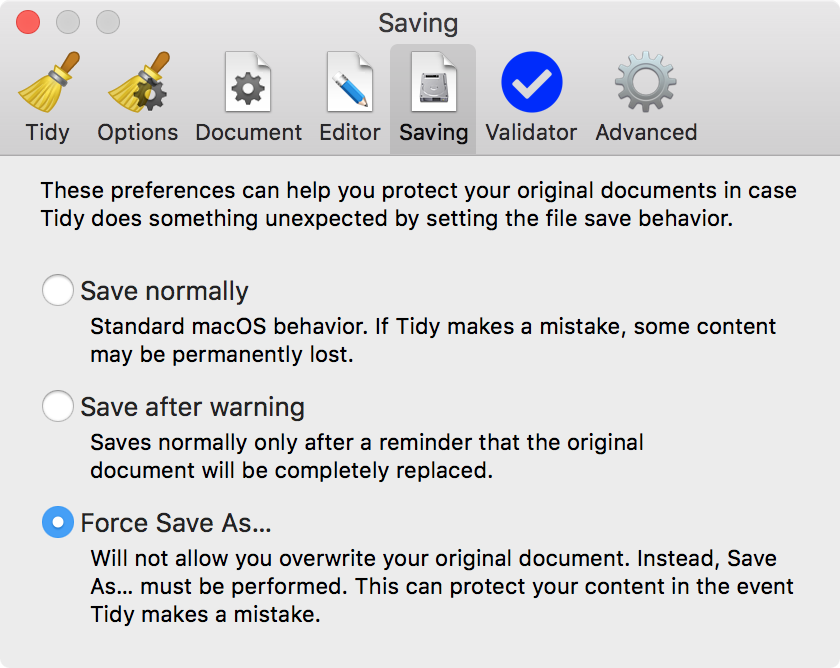 Saving
Tidy Options Document Editor Saving Validator Advanced
These preferences can help you protect your original documents in case
Tidy does something unexpected by setting the file save behavior.
Save normally
Standard macOS behavior. If Tidy makes a mistake, some content
may be permanently lost.
Save after warning
Saves normally only after a reminder that the original
document will be completely replaced.
Force Save As...
Will not allow you overwrite your original document. Instead, Save
As... must be performed. This can protect your content in the event
Tidy makes a mistake.